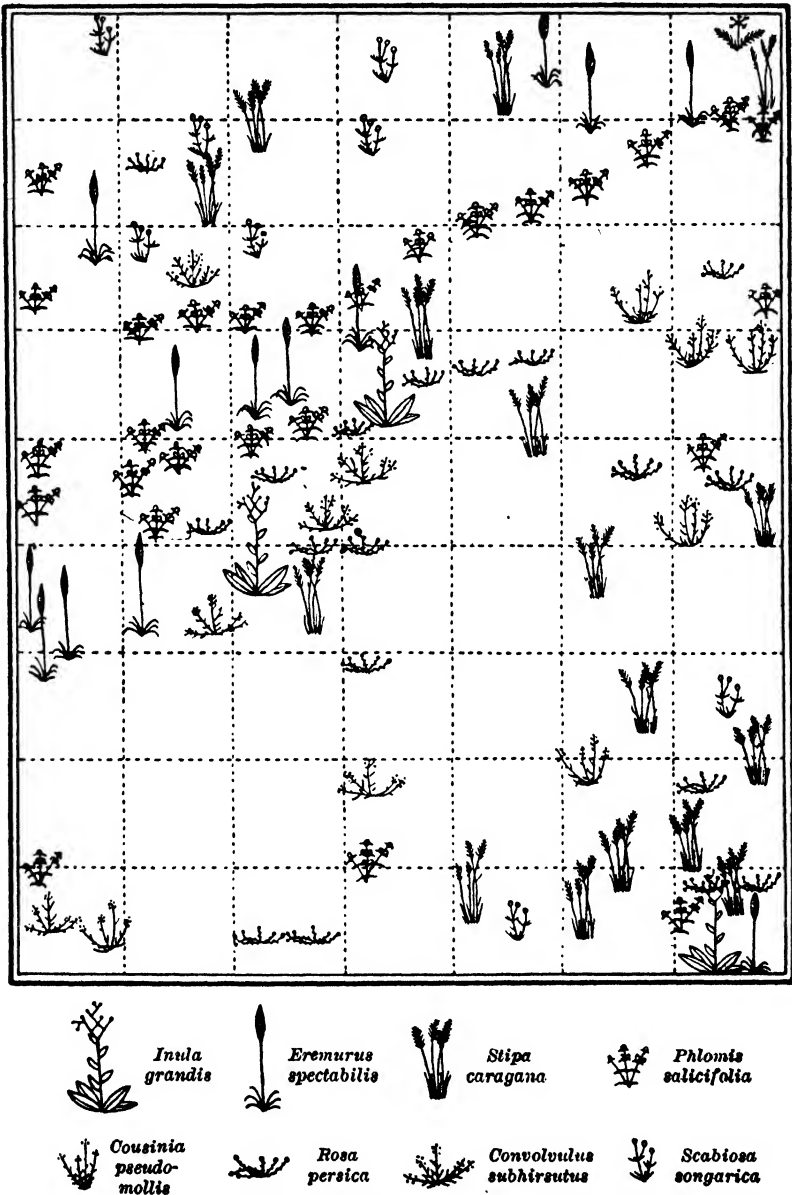 Inula
grandis
Eremurus
spectabilis
Stipa
caragana
Phlomis
salicifolia
Cousinia
pseudo-
mollis
Rosa
persica
Convolvulus
subhirsutus
Scabiosa
songarica